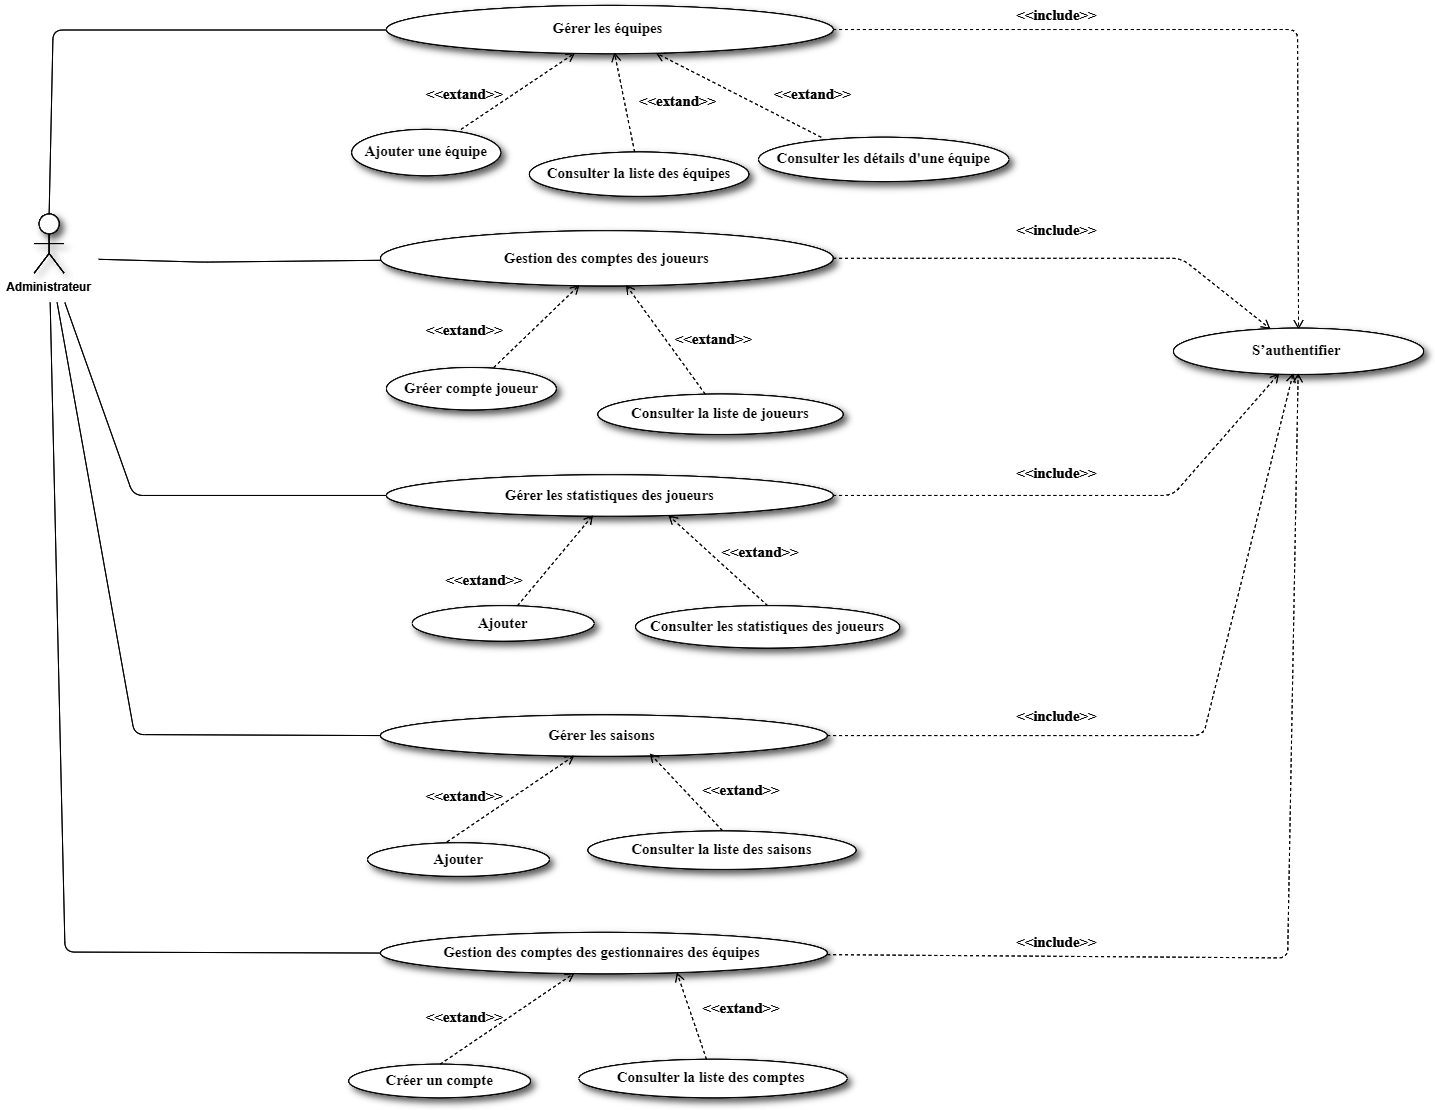 <<include>>
Gérer les équipes
<<extand>>
<<extand>>
<<extand>>
Ajouter une équipe
Consulter la liste des équipes
Consulter les détails d'une équipe
Administrateur
<<include>>
Gestion des comptes des joueurs
<<extand>>
<<extand>>
S'authentifier
Gréer compte joueur
Consulter la liste de joueurs
<<include>>
Gérer les statistiques des joueurs
<<extand>>
<<extand>>
Ajouter
Consulter les statistiques des joueurs
<<include>>
Gérer les saisons
<<extand>>
<<extand>>
Ajouter
Consulter la liste des saisons
<<include>>
Gestion des comptes des gestionnaires des équipes
<<extand>>
<<extand>>
Créer un compte
Consulter la liste des comptes